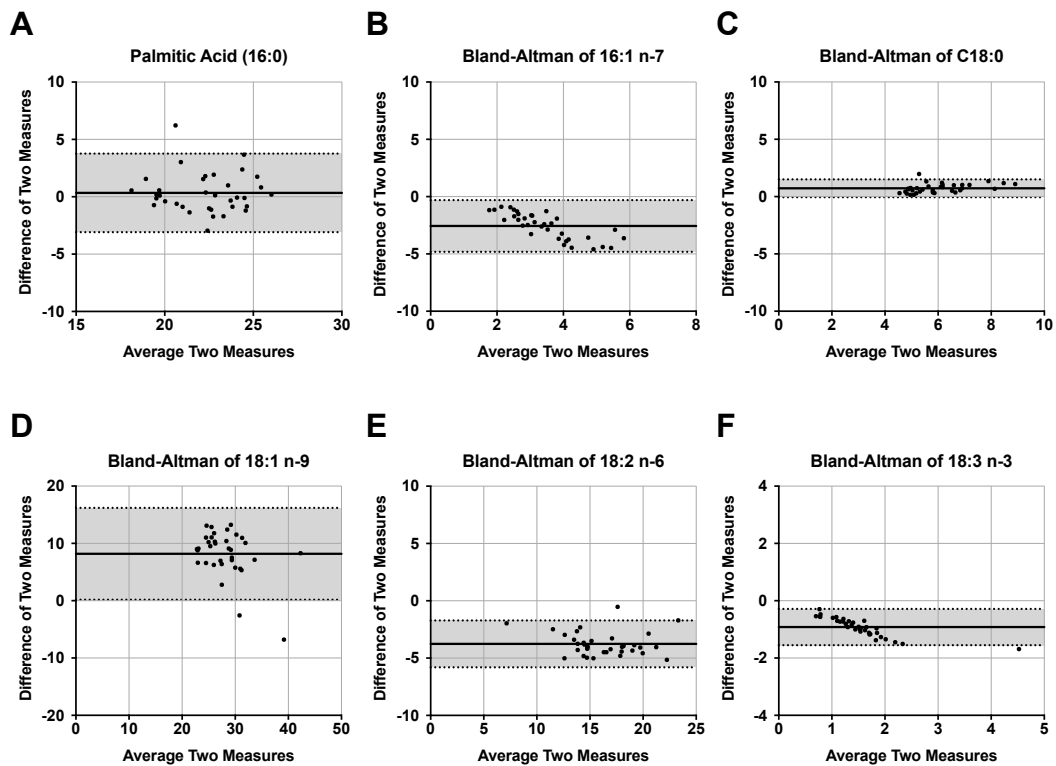 A
Palmitic Acid (16:0)
Difference of Two Measures
10
5
0
-5
-10
15
20
25
30
Average Two Measures
B
Bland-Altman of 16:1 n-7
Difference of Two Measures
10
5
0
-5
-10
0
2
4
6
8
Average Two Measures
C
Bland-Altman of C18:0
Difference of Two Measures
10
5
0
-5
-10
0
2
4
6
8
10
Average Two Measures
D
Bland-Altman of 18:1 n-9
Difference of Two Measures
20
10
0
-10
-20
0
10
20
30
40
50
Average Two Measures
E
Bland-Altman of 18:2 n-6
Difference of Two Measures
10
5
0
-5
-10
0
5
10
15
20
25
Average Two Measures
F
Bland-Altman of 18:3 n-3
Difference of Two Measures
4
2
0
-2
-4
0
1
2
3
4
5
Average Two Measures